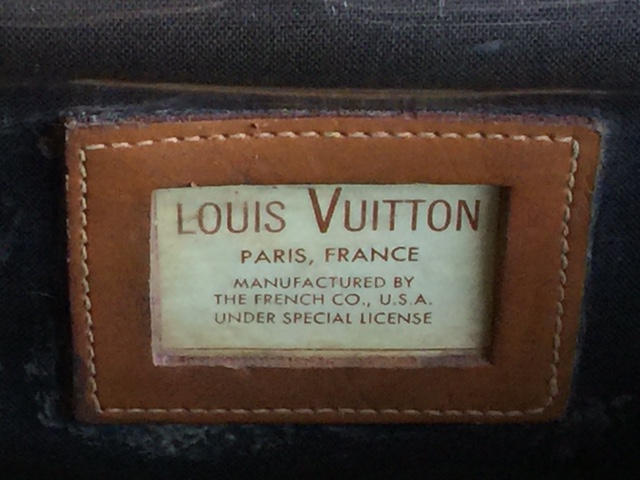 LOUIS VUITTON
PARIS, FRANCE
MANUFACTURED BY
THE FRENCH CO., U.S.A.
UNDER SPECIAL LICENSE